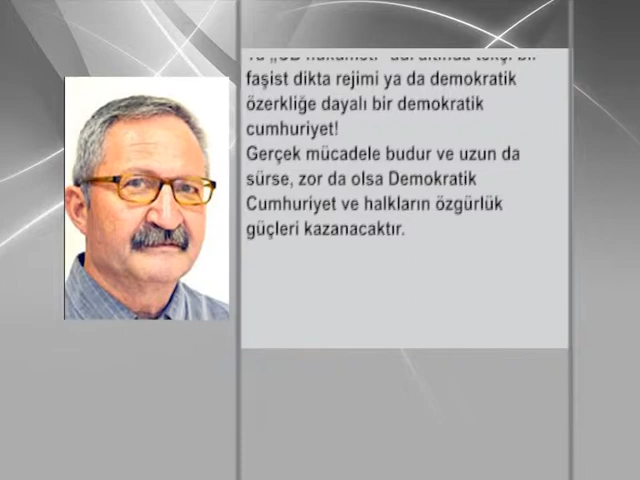 faşist dikta rejimi ya da demokratik
özerkliğe dayalı bir demokratik
cumhuriyet!
Gerçek mücadele budur ve uzun da
sürse, zor da olsa Demokratik
Cumhuriyet ve halkların özgürlük
güçleri kazanacaktır.